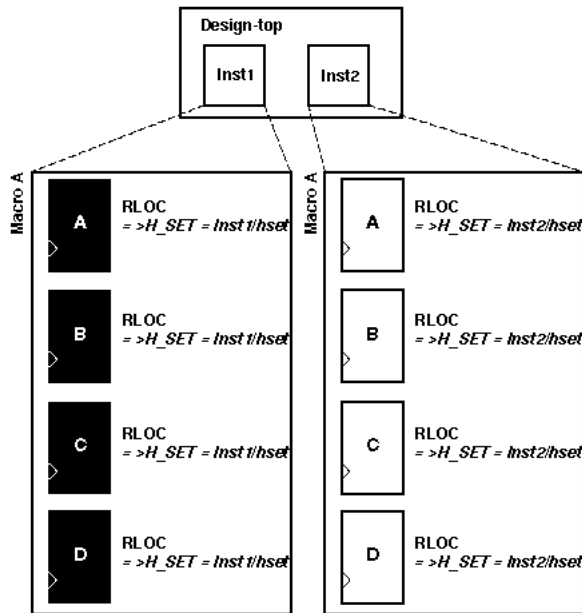 Design-top
Inst1
Inst2
Macro A
A
RLOC
= >H_SET = Inst1/hset
B
RLOC
= >H_SET = Inst1/hset
C
RLOC
= >H_SET = Inst1/hset
D
RLOC
= >H_SET = Inst1/hset
Macro A
A
RLOC
= >H_SET = Inst2/hset
B
RLOC
= >H_SET = Inst2/hset
C
RLOC
= >H_SET = Inst2/hset
D
RLOC
= >H_SET = Inst2/hset